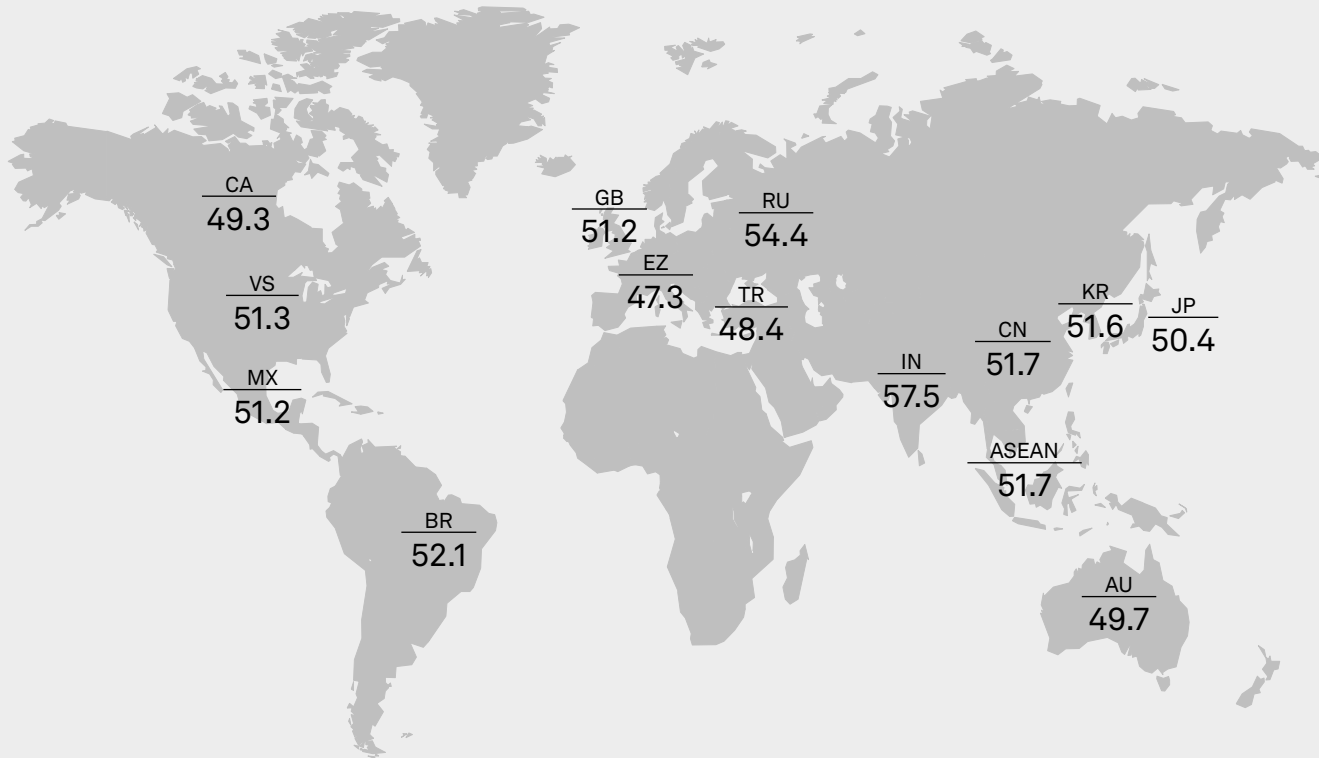 CA
49.3
VS
51.3
MX
51.2
BR
52.1
GB
51.2
EZ
47.3
RU
54.4
TR
48.4
IN
57.5
CN
51.7
KR
51.6
JP
50.4
ASEAN
51.7
AU
49.7